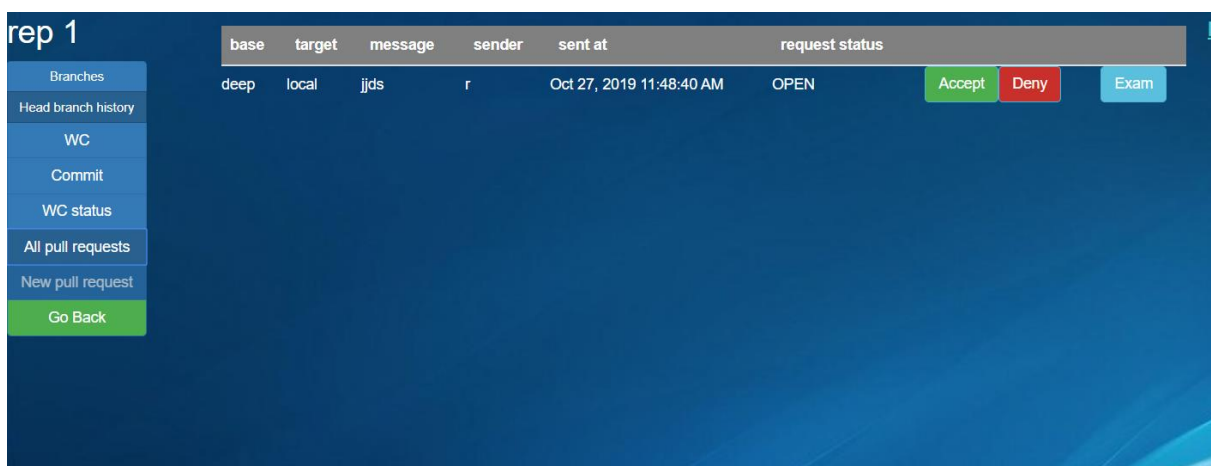 rep 1
Branches
Head branch history
WC
Commit
WC status
All pull requests
New pull request
Go Back
base target message sender sent at request status
deep local jjds r Oct 27, 2019 11:48:40 AM OPEN Accept Deny Exam